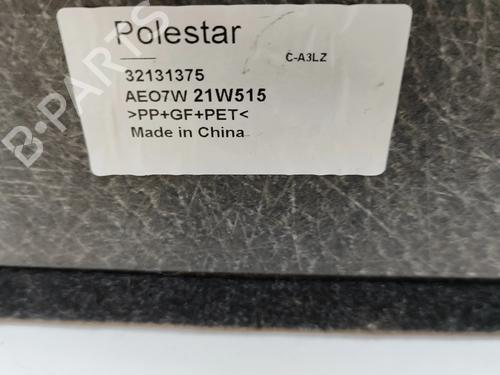 Polestar
C-A3LZ
32131375
AEO7W 21W515
>PP+GF+PET<
Made in China
B-PARTS